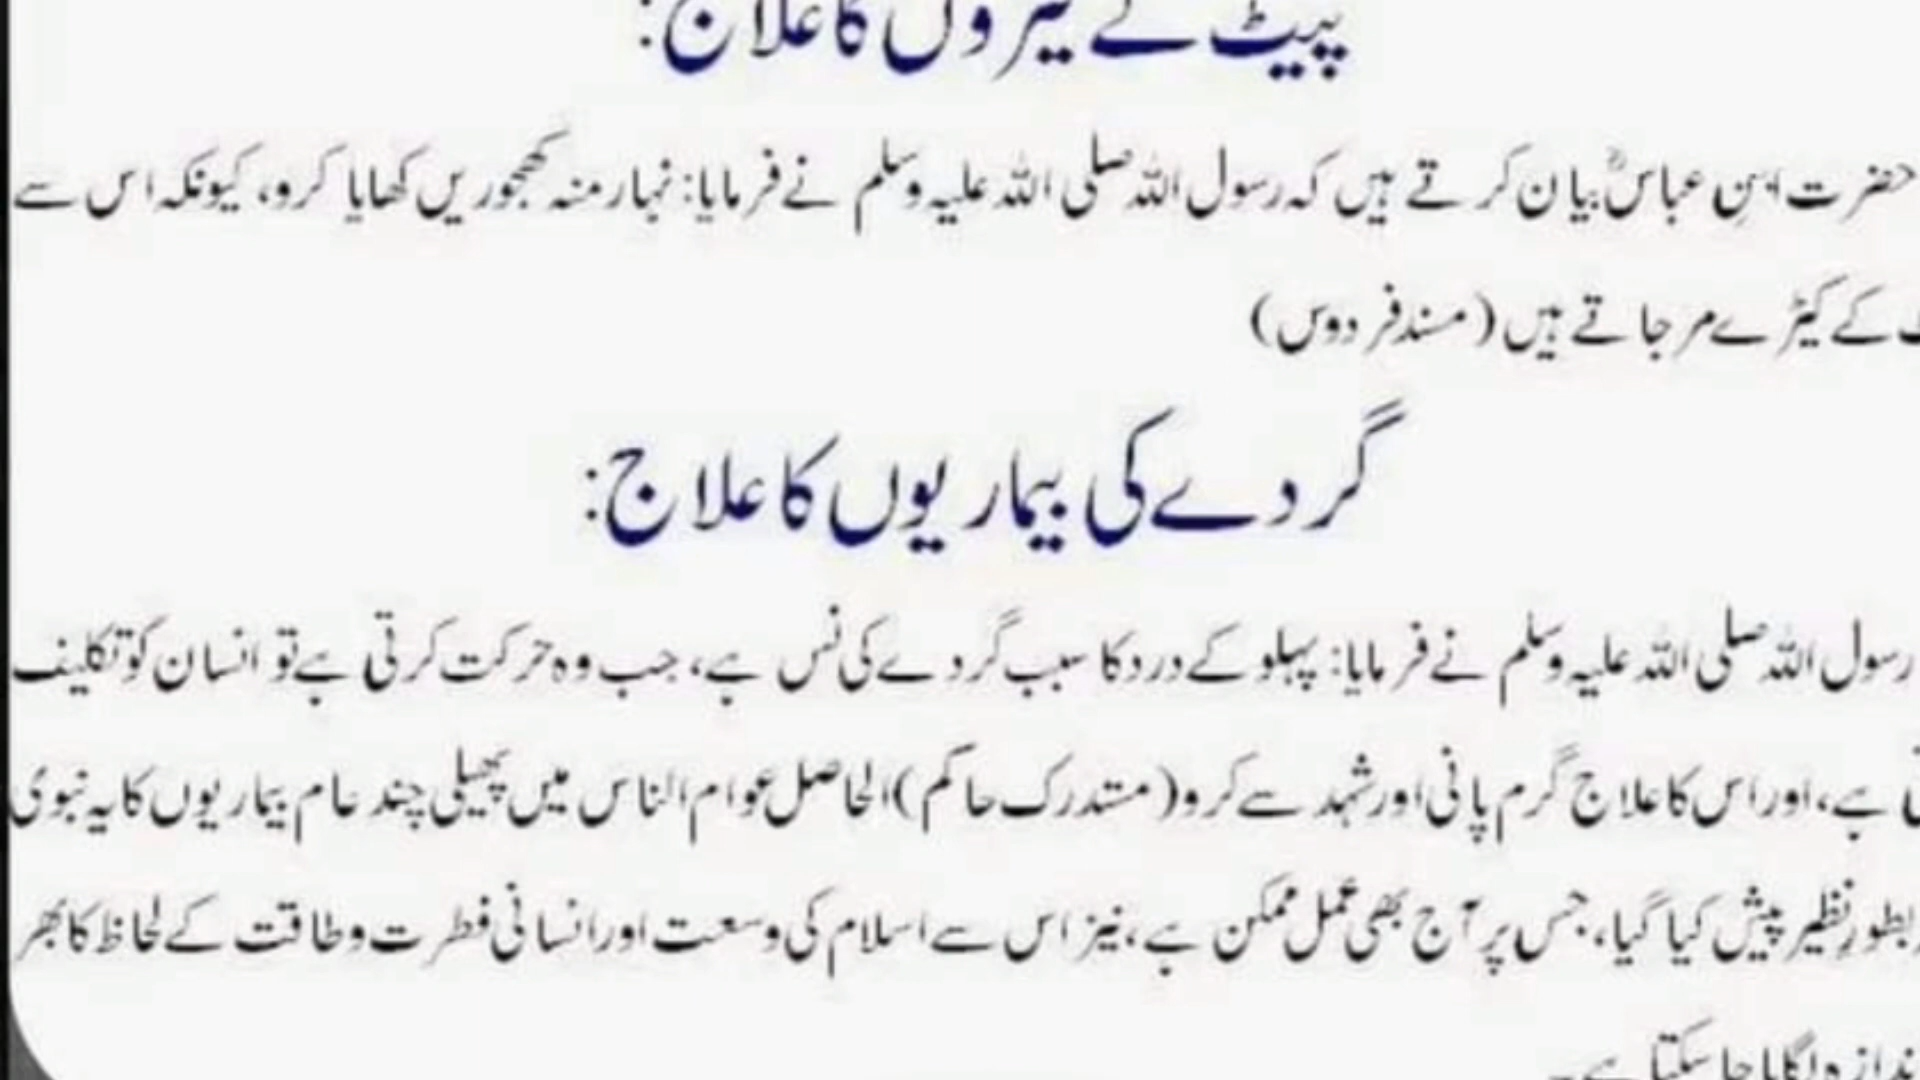 پیٹ کے کیڑوں کا علاج:
حضرت ابنِ عباسؓ بیان کرتے ہیں کہ رسول اللہ صلی اللہ علیہ وسلم نے فرمایا: نہار منہ کھجوریں کھایا کرو، کیونکہ اس سے
کے کیڑے مر جاتے ہیں (مسند فردوس)
گردے کی بیماریوں کا علاج:
رسول اللہ صلی اللہ علیہ وسلم نے فرمایا: پہلو کے درد کا سبب گردے کی نس ہے، جب وہ حرکت کرتی ہے تو انسان کو تکلیف
ہے، اور اس کا علاج گرم پانی اور شہد سے کرو (مستدرک حاکم) الحاصل عوام الناس میں پھیلی چند عام بیماریوں کا یہ نبوی
بطورِ نظیر پیش کیا گیا، جس پر آج بھی عمل ممکن ہے، نیز اس سے اسلام کی وسعت اور انسانی فطرت و طاقت کے لحاظ کا بھر
لگایا جا سکتا ہے۔